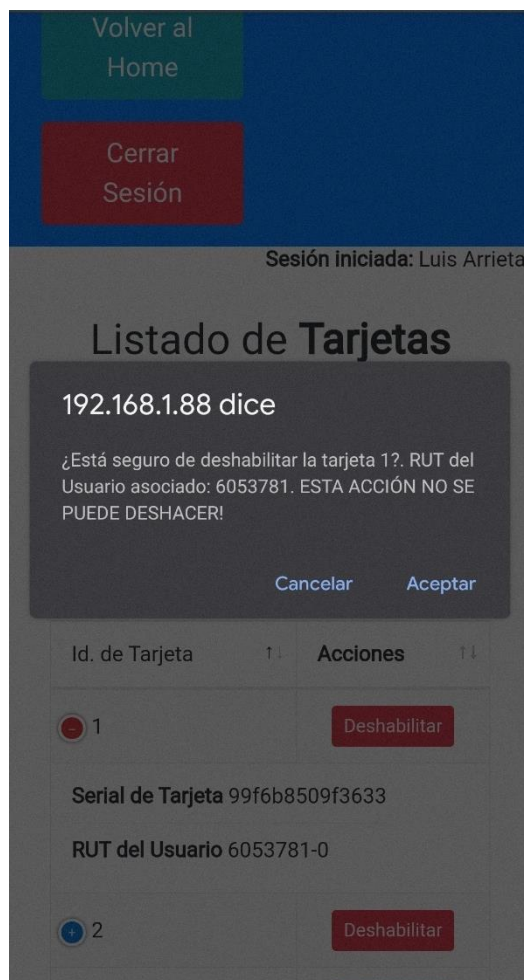 Volver al
Home
Cerrar
Sesión
Sesión iniciada: Luis Arrieta
Listado de Tarjetas
192.168.1.88 dice
¿Está seguro de deshabilitar la tarjeta 1?. RUT del
Usuario asociado: 6053781. ESTA ACCIÓN NO SE
PUEDE DESHACER!
Cancelar Aceptar
Id. de Tarjeta ↑↓ Acciones ↑↓
- 1 Deshabilitar
Serial de Tarjeta 99f6b8509f3633
RUT del Usuario 6053781-0
+ 2 Deshabilitar